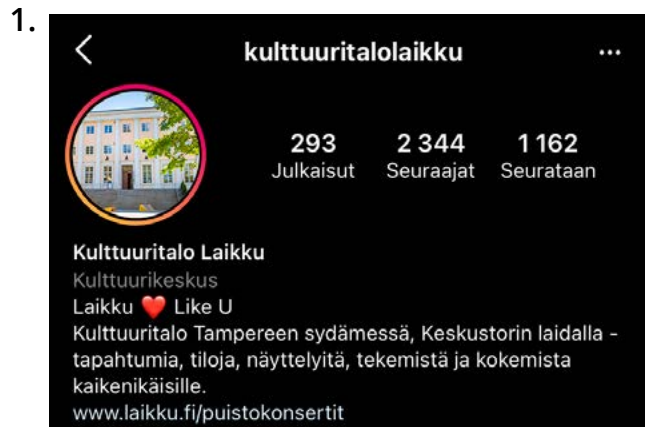 1.
kulttuuritalolaikku
293 2 344 1 162
Julkaisut Seuraajat Seurataan
Kulttuuritalo Laikku
Kulttuurikeskus
Laikku ❤️ Like U
Kulttuuritalo Tampereen sydämessä, Keskustorin laidalla -
tapahtumia, tiloja, näyttelyitä, tekemistä ja kokemista
kaikenikäisille.
www.laikku.fi/puistokonsertit